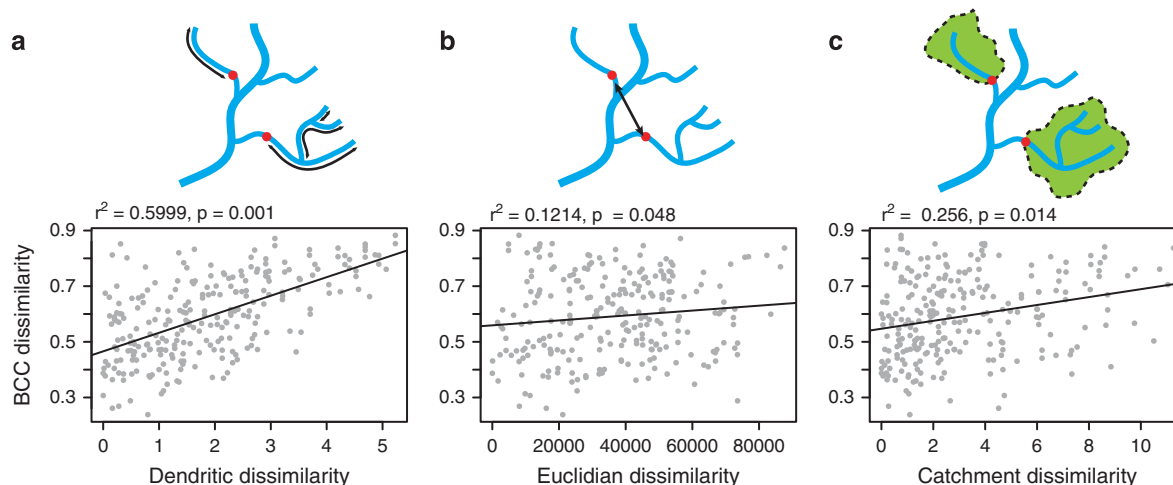 a
b
c
r² = 0.5999, p = 0.001
r² = 0.1214, p = 0.048
r² = 0.256, p = 0.014
BCC dissimilarity
0.9
0.7
0.5
0.3
0 1 2 3 4 5
Dendritic dissimilarity
0.9
0.7
0.5
0.3
0 20000 40000 60000 80000
Euclidian dissimilarity
0.9
0.7
0.5
0.3
0 2 4 6 8 10
Catchment dissimilarity